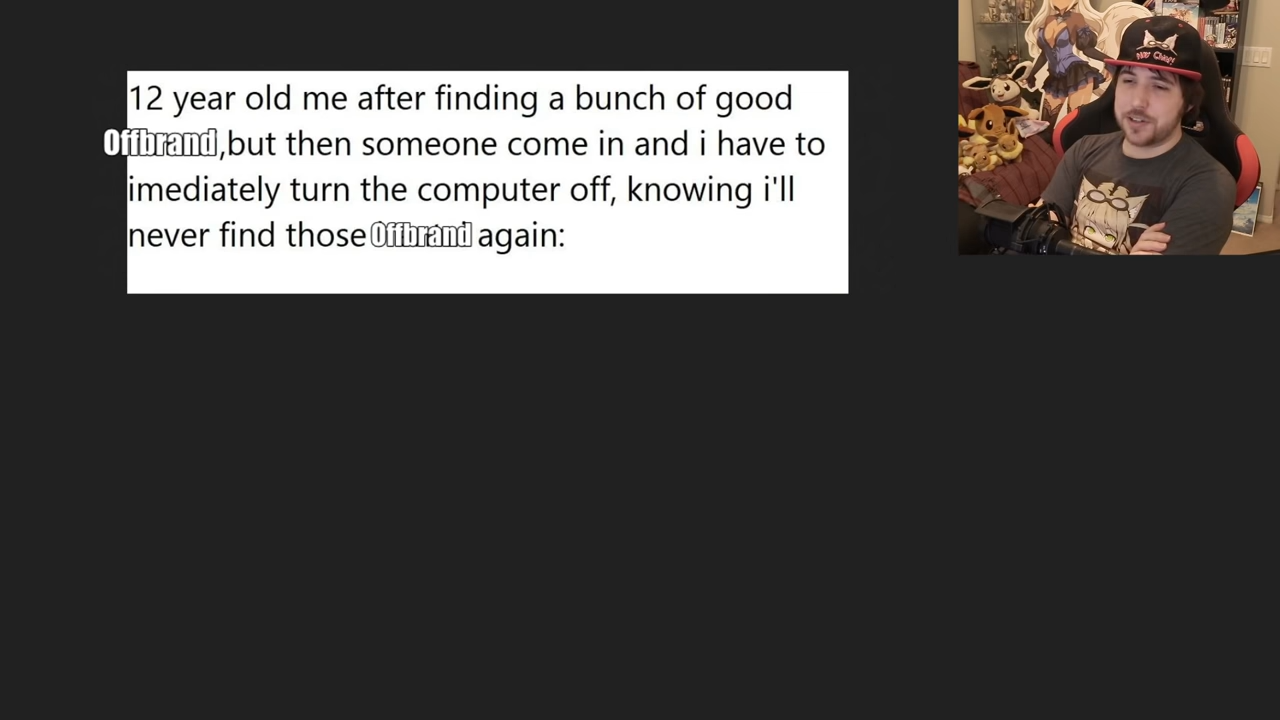 12 year old me after finding a bunch of good
Offbrand,but then someone come in and i have to
imediately turn the computer off, knowing i'll
never find those Offbrand again: